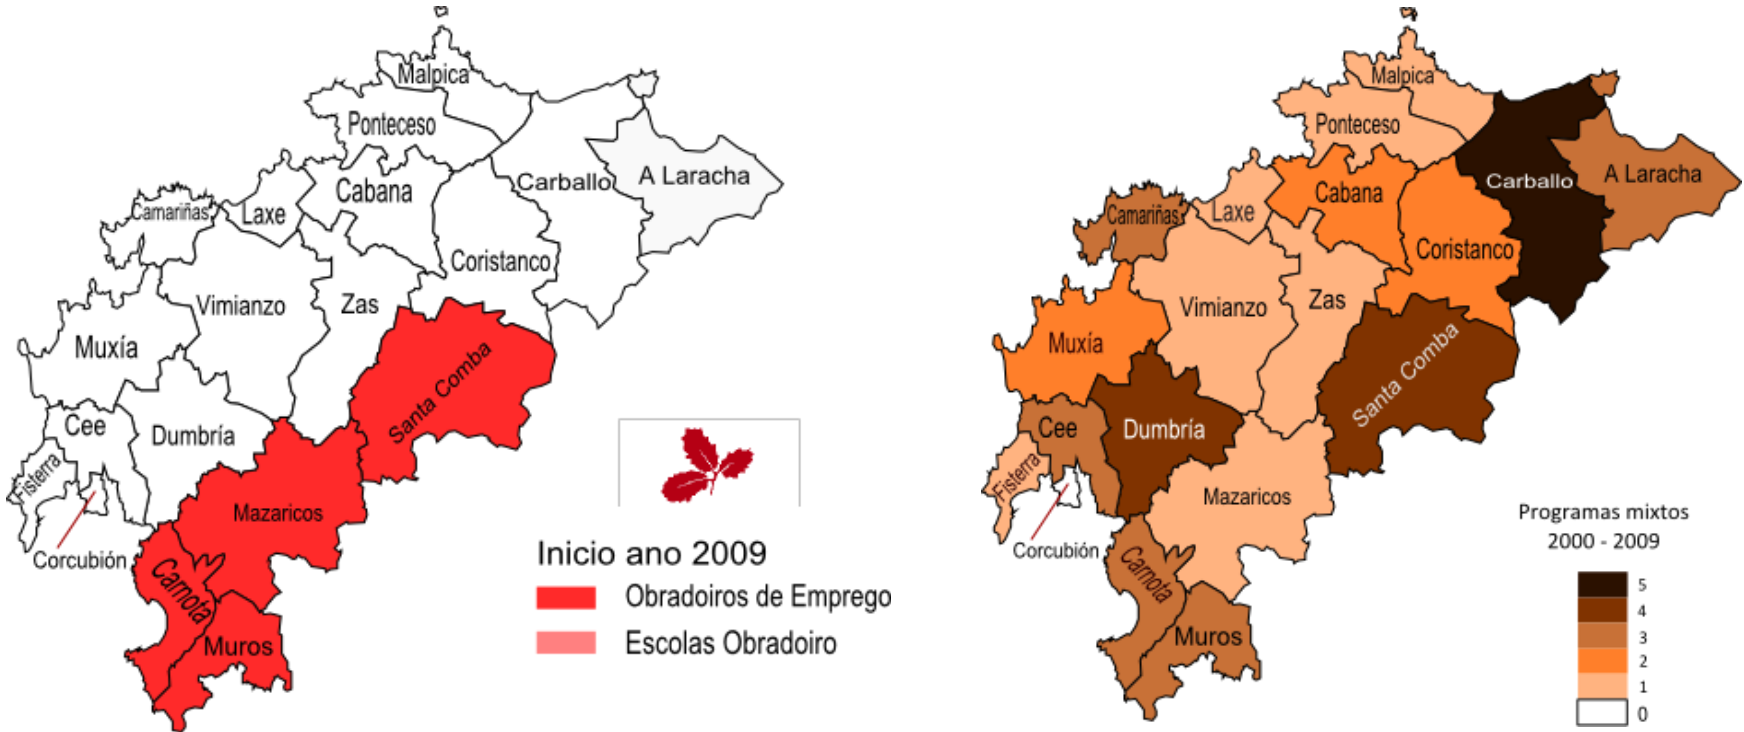 Malpica
Ponteceso
Carballo
A Laracha
Cabana
Camariñas
Laxe
Coristanco
Vimianzo
Zas
Muxía
Santa Comba
Cee
Dumbría
Fisterra
Mazaricos
Corcubión
Carnota
Muros
Inicio ano 2009
Obradoiros de Emprego
Escolas Obradoiro
Malpica
Ponteceso
Carballo
A Laracha
Cabana
Camariñas
Laxe
Coristanco
Vimianzo
Zas
Muxía
Santa Comba
Cee
Dumbría
Fisterra
Mazaricos
Corcubión
Carnota
Muros
Programas mixtos
2000 - 2009
5
4
3
2
1
0